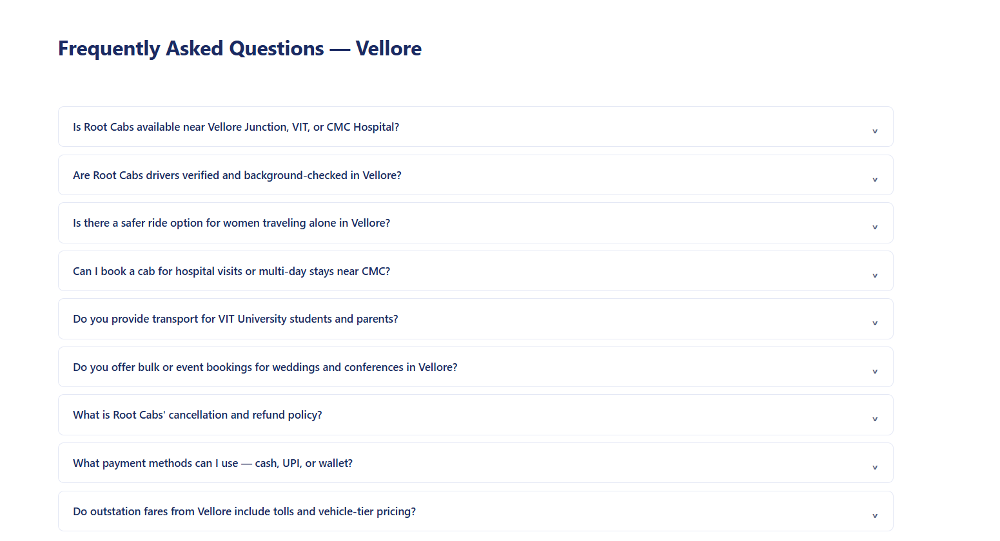 Frequently Asked Questions — Vellore
Is Root Cabs available near Vellore Junction, VIT, or CMC Hospital?
v
Are Root Cabs drivers verified and background-checked in Vellore?
v
Is there a safer ride option for women traveling alone in Vellore?
v
Can I book a cab for hospital visits or multi-day stays near CMC?
v
Do you provide transport for VIT University students and parents?
v
Do you offer bulk or event bookings for weddings and conferences in Vellore?
v
What is Root Cabs' cancellation and refund policy?
v
What payment methods can I use — cash, UPI, or wallet?
v
Do outstation fares from Vellore include tolls and vehicle-tier pricing?
v